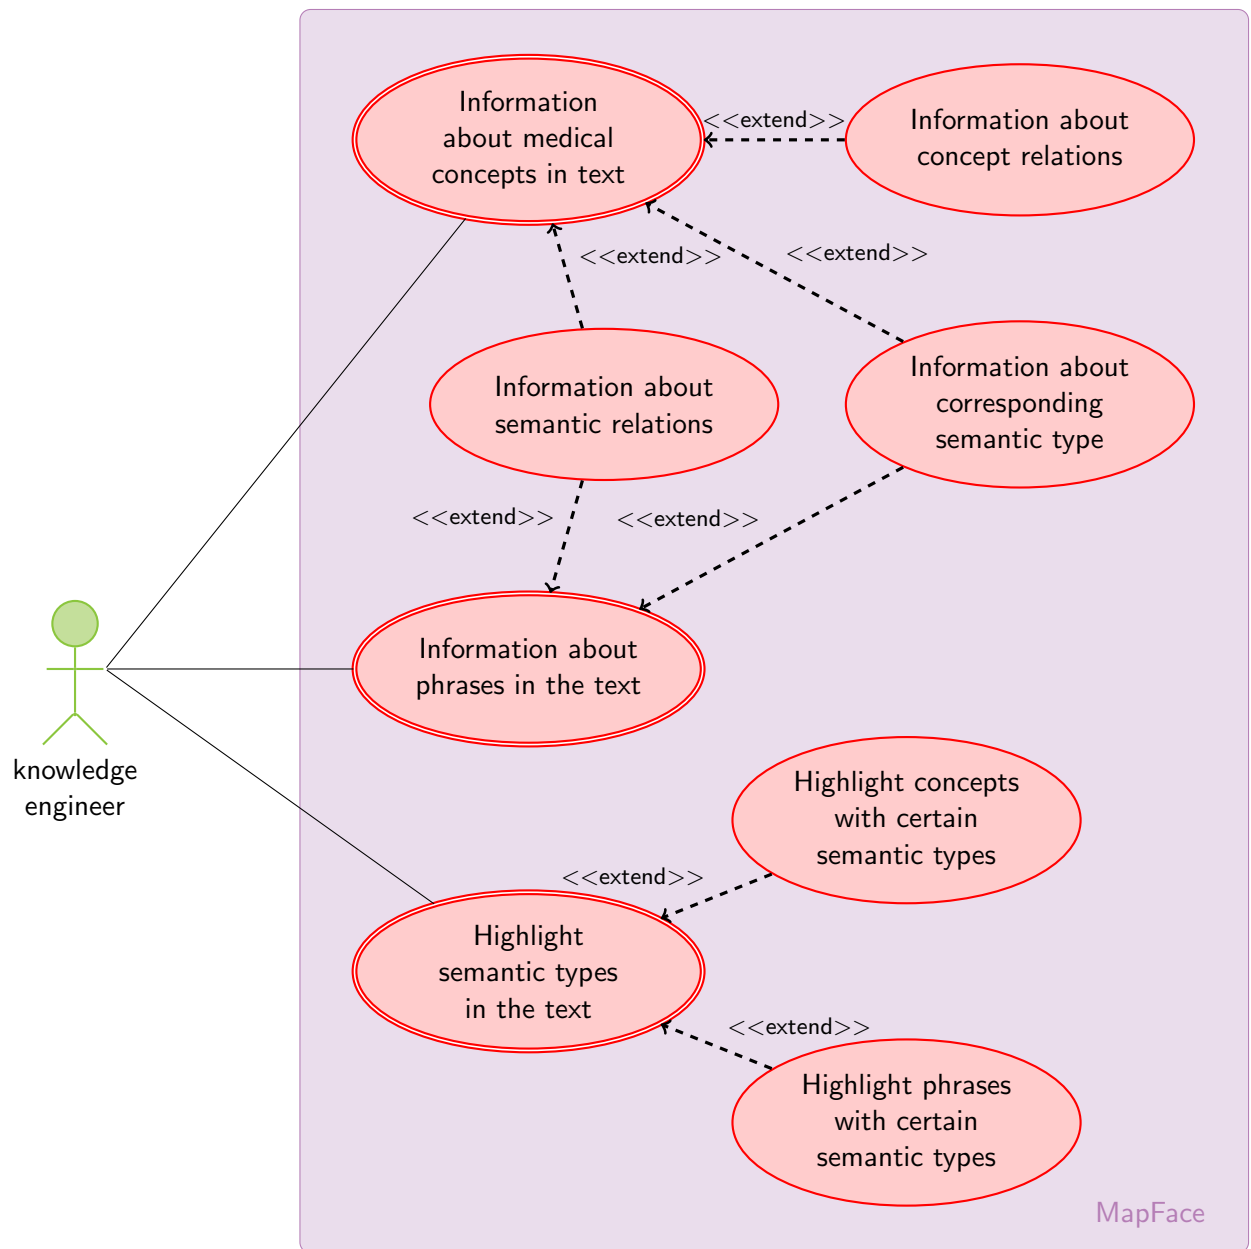 Information
about medical
concepts in text
<<extend>>
Information about
concept relations
<<extend>>
<<extend>>
Information about
semantic relations
Information about
corresponding
semantic type
<<extend>>
<<extend>>
Information about
phrases in the text
knowledge
engineer
Highlight concepts
with certain
semantic types
<<extend>>
Highlight
semantic types
in the text
<<extend>>
Highlight phrases
with certain
semantic types
MapFace